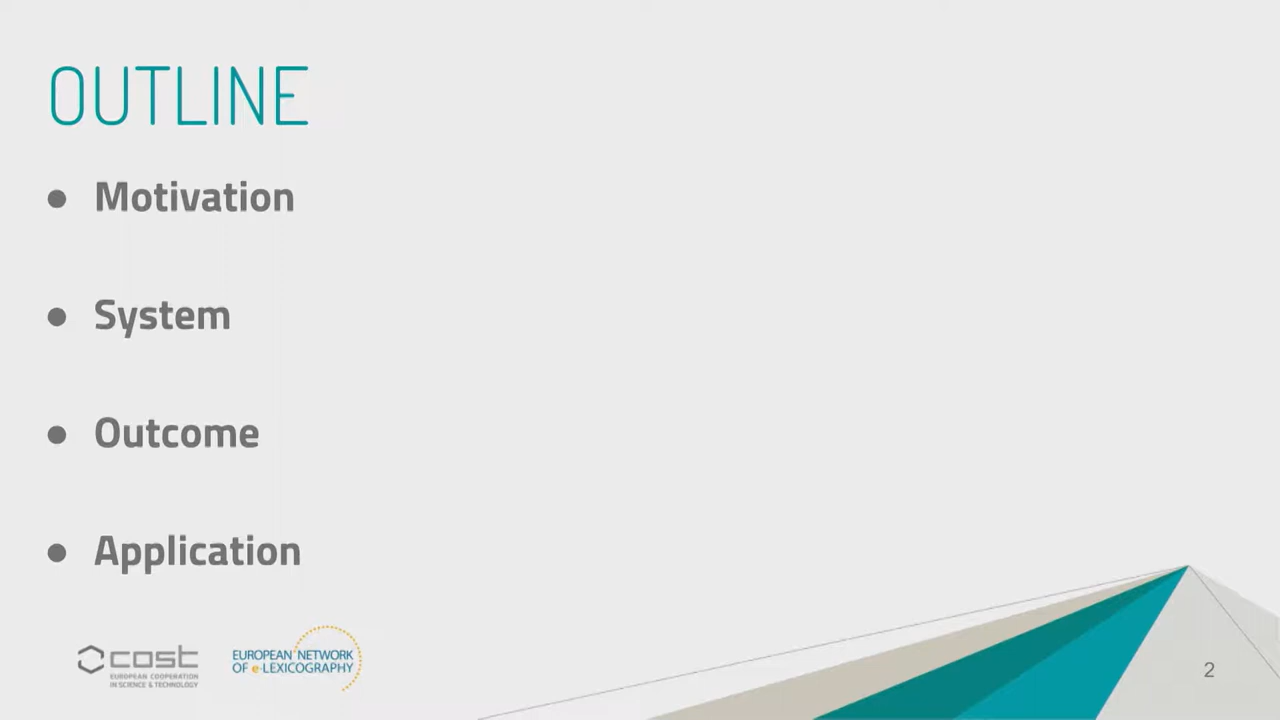 OUTLINE
● Motivation
● System
● Outcome
● Application
cost
EUROPEAN COOPERATION
IN SCIENCE & TECHNOLOGY
EUROPEAN NETWORK
OF e-LEXICOGRAPHY
2